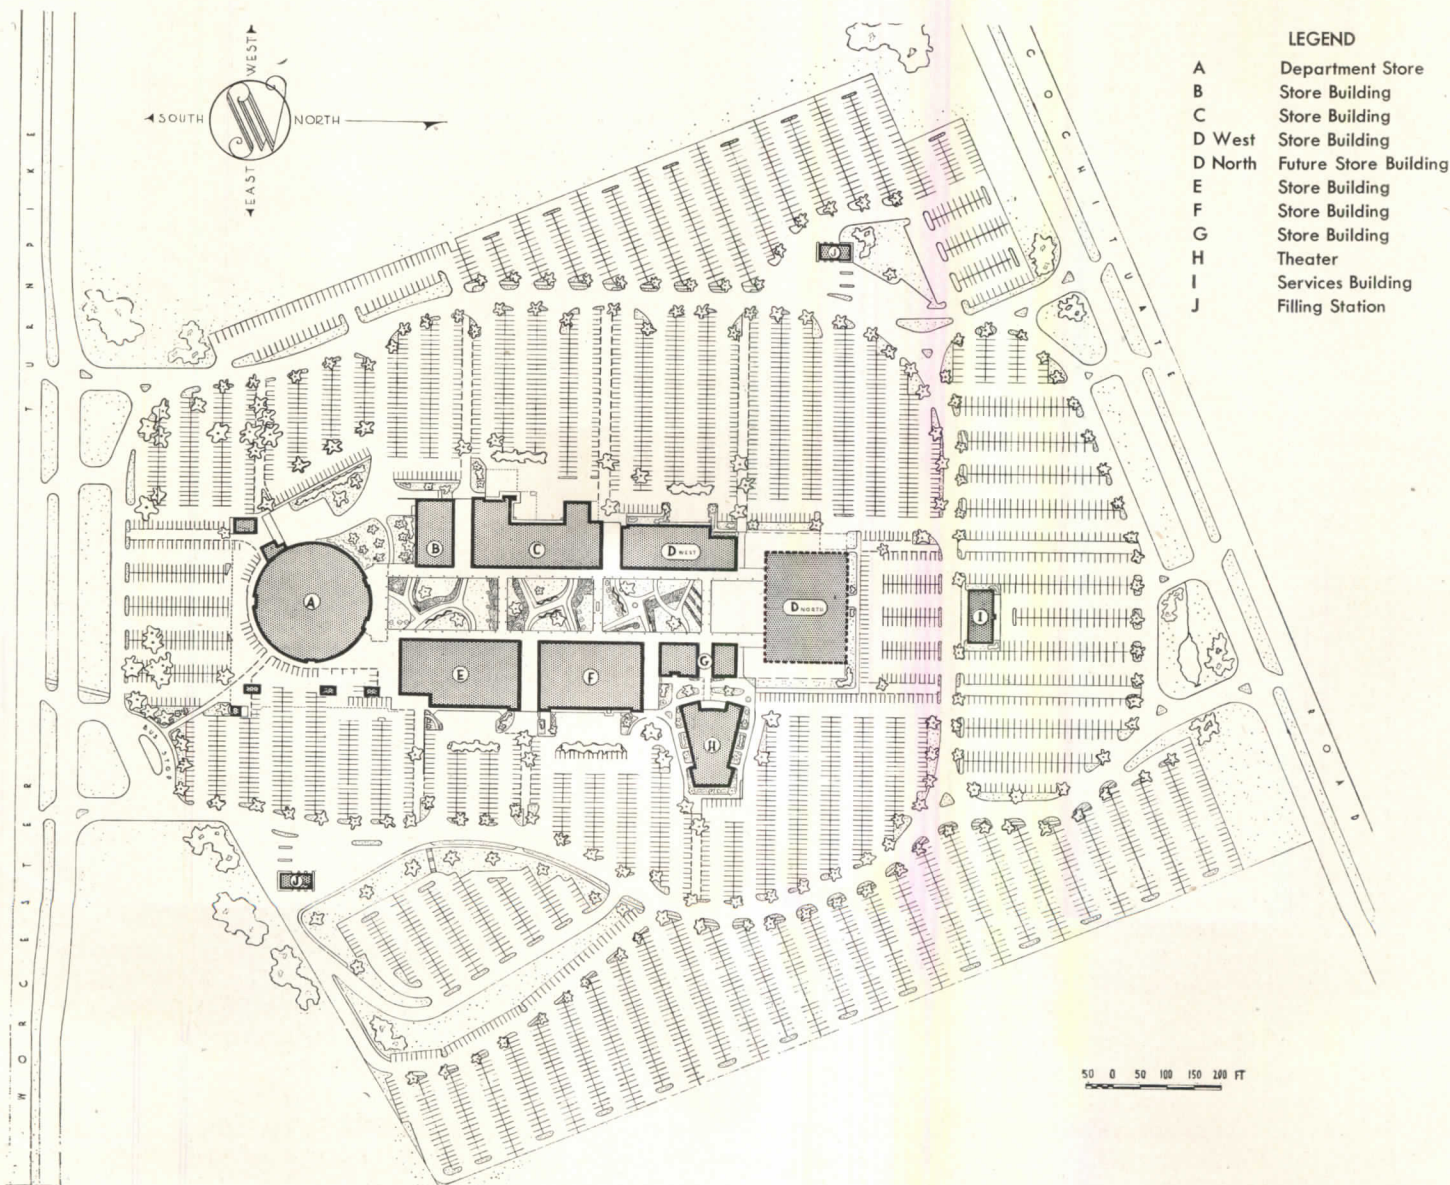 LEGEND
A Department Store
B Store Building
C Store Building
D West Store Building
D North Future Store Building
E Store Building
F Store Building
G Store Building
H Theater
I Services Building
J Filling Station
WEST
SOUTH
NORTH
EAST
WORCESTER TURNPIKE
COCHITUATE ROAD
J
B
C
D WEST
A
D NORTH
I
E
F
G
H
BUS STOP
J
50 0 50 100 150 200 FT